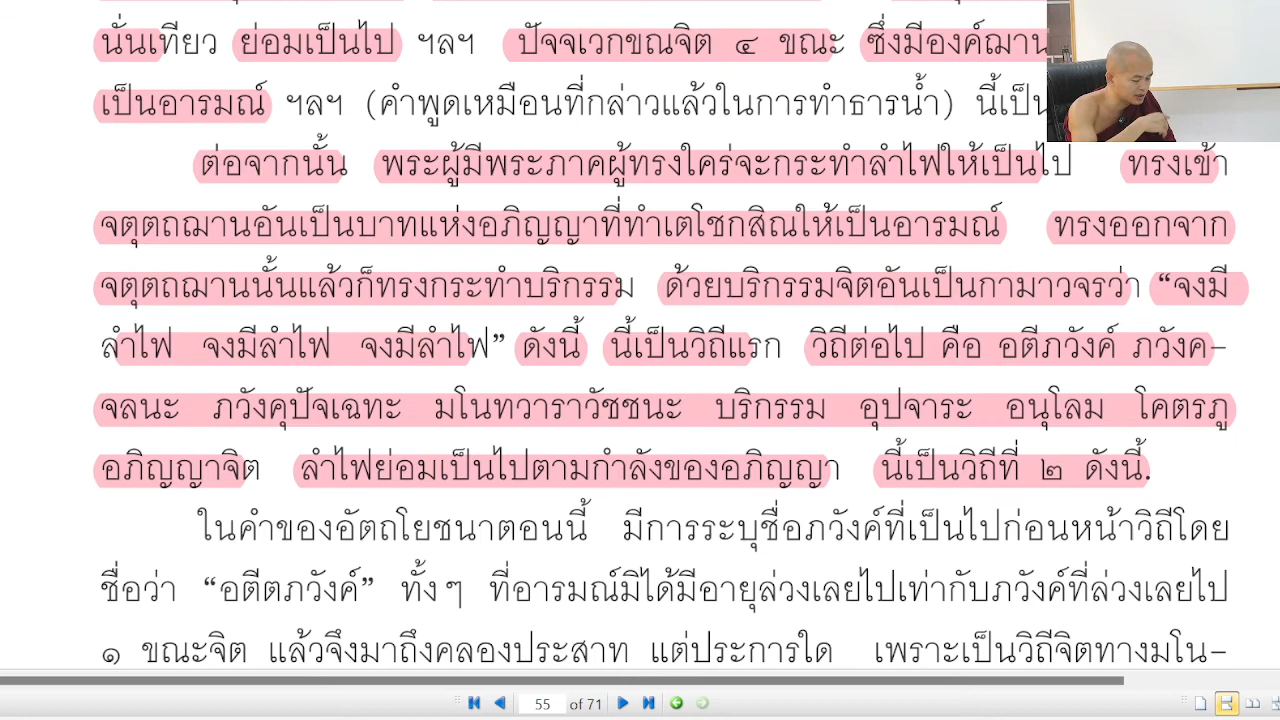 นั่นเทียว ย่อมเป็นไป ฯลฯ ปัจจเวกขณจิต ๔ ขณะ ซึ่งมีองค์ฌาน
เป็นอารมณ์ ฯลฯ (คำพูดเหมือนที่กล่าวแล้วในการทำธารน้ำ) นี้เป็น
ต่อจากนั้น พระผู้มีพระภาคผู้ทรงใคร่จะกระทำลำไฟให้เป็นไป ทรงเข้า
จตุตถฌานอันเป็นบาทแห่งอภิญญาที่ทำเตโชกสิณให้เป็นอารมณ์ ทรงออกจาก
จตุตถฌานนั้นแล้วก็ทรงกระทำบริกรรม ด้วยบริกรรมจิตอันเป็นกามาวจรว่า “จงมี
ลำไฟ จงมีลำไฟ จงมีลำไฟ” ดังนี้ นี้เป็นวิถีแรก วิถีต่อไป คือ อตีภวังค์ ภวังค-
จลนะ ภวังคุปัจเฉทะ มโนทวาราวัชชนะ บริกรรม อุปจาระ อนุโลม โคตรภู
อภิญญาจิต ลำไฟย่อมเป็นไปตามกำลังของอภิญญา นี้เป็นวิถีที่ ๒ ดังนี้.
ในคำของอัตถโยชนาตอนนี้ มีการระบุชื่อภวังค์ที่เป็นไปก่อนหน้าวิถีโดย
ชื่อว่า “อตีตภวังค์” ทั้งๆ ที่อารมณ์มิได้มีอายุล่วงเลยไปเท่ากับภวังค์ที่ล่วงเลยไป
๑ ขณะจิต แล้วจึงมาถึงคลองประสาท แต่ประการใด เพราะเป็นวิถีจิตทางมโน-
55 of 71